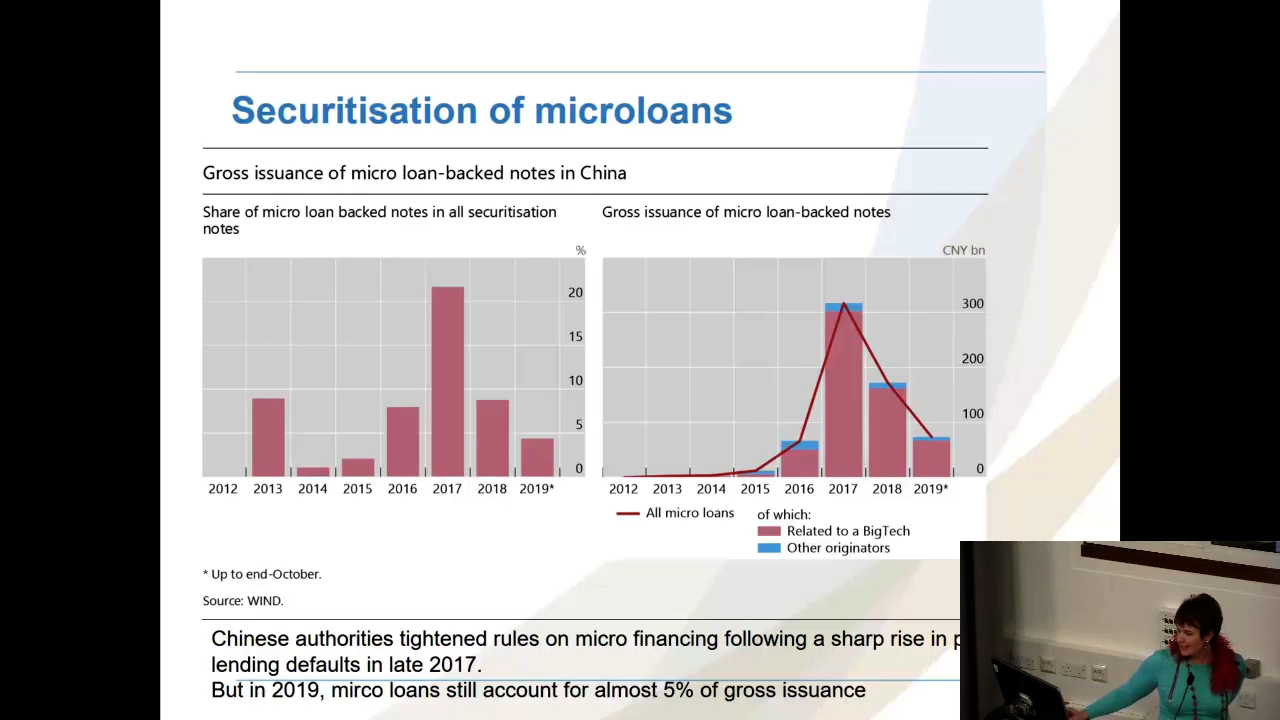 Securitisation of microloans
Gross issuance of micro loan-backed notes in China
Share of micro loan backed notes in all securitisation
notes
%
20
15
10
5
0
2012 2013 2014 2015 2016 2017 2018 2019*
Gross issuance of micro loan-backed notes
CNY bn
300
200
100
0
2012 2013 2014 2015 2016 2017 2018 2019*
All micro loans
of which:
Related to a BigTech
Other originators
* Up to end-October.
Source: WIND.
Chinese authorities tightened rules on micro financing following a sharp rise in
lending defaults in late 2017.
But in 2019, mirco loans still account for almost 5% of gross issuance